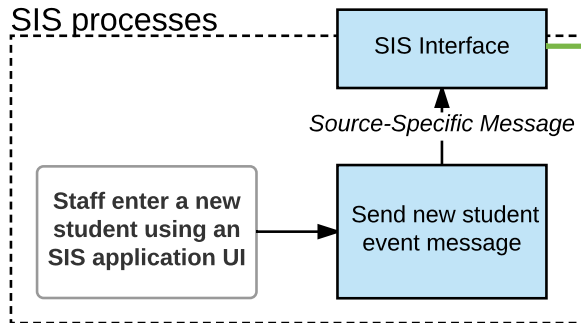 SIS processes
SIS Interface
Source-Specific Message
Staff enter a new
student using an
SIS application UI
Send new student
event message